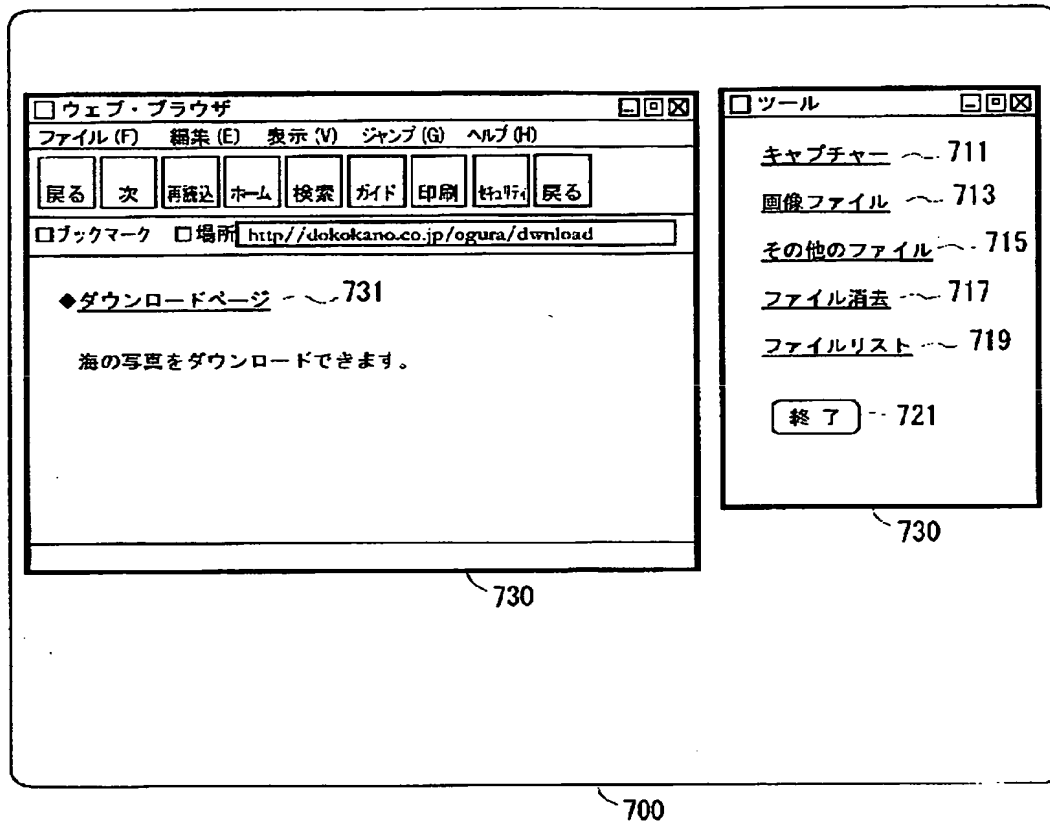 ウェブ・ブラウザ
ファイル (F) 編集 (E) 表示 (V) ジャンプ (G) ヘルプ (H)
戻る 次 再読込 ホーム 検索 ガイド 印刷 セキュリティ 戻る
ブックマーク 場所 http//dokokano.co.jp/ogura/dwnload
◆ダウンロードページ 731
海の写真をダウンロードできます。
730
ツール
キャプチャー 711
画像ファイル 713
その他のファイル 715
ファイル消去 717
ファイルリスト 719
終了 721
730
700